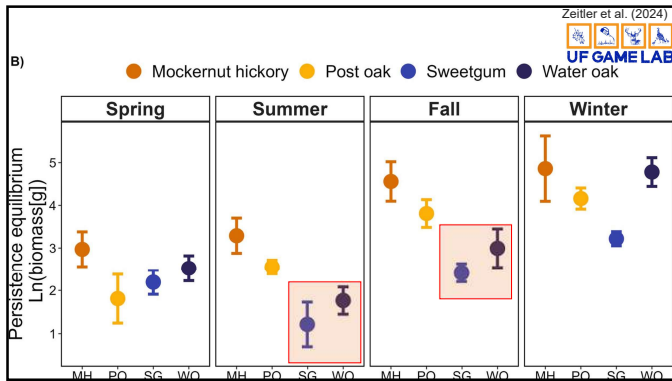 Zeitler et al. (2024)
UF GAME LAB
B)
Mockernut hickory Post oak Sweetgum Water oak
Spring Summer Fall Winter
Persistence equilibrium
Ln(biomass[g])
5
4
3
2
1
MH PO SG WO MH PO SG WO MH PO SG WO MH PO SG WO